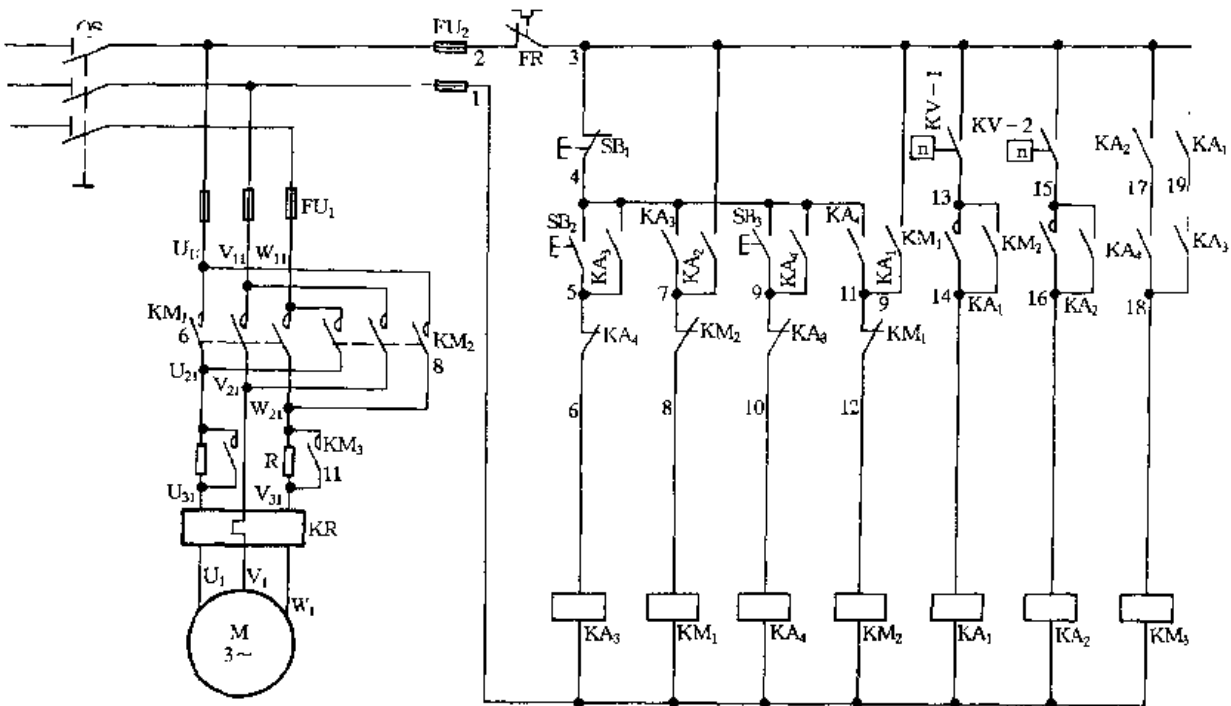 QS
FU2
2
FR
3
1
SB1
4
KV-1
n
KV-2
n
KA2
KA1
13
15
17
19
FU1
U11
V11
W11
SB2
KA3
KA3
KA2
SB3
KA4
KA4
KA1
KM1
KM2
KA4
KA3
5
7
9
11
9
14
KA1
16
KA2
18
KM1
6
KM2
8
KA4
KM2
KA3
KM1
U21
V21
W21
6
8
10
12
KM3
R
11
U31
V31
KR
U1
V1
W1
M
3~
KA3
KM1
KA4
KM2
KA1
KA2
KM3